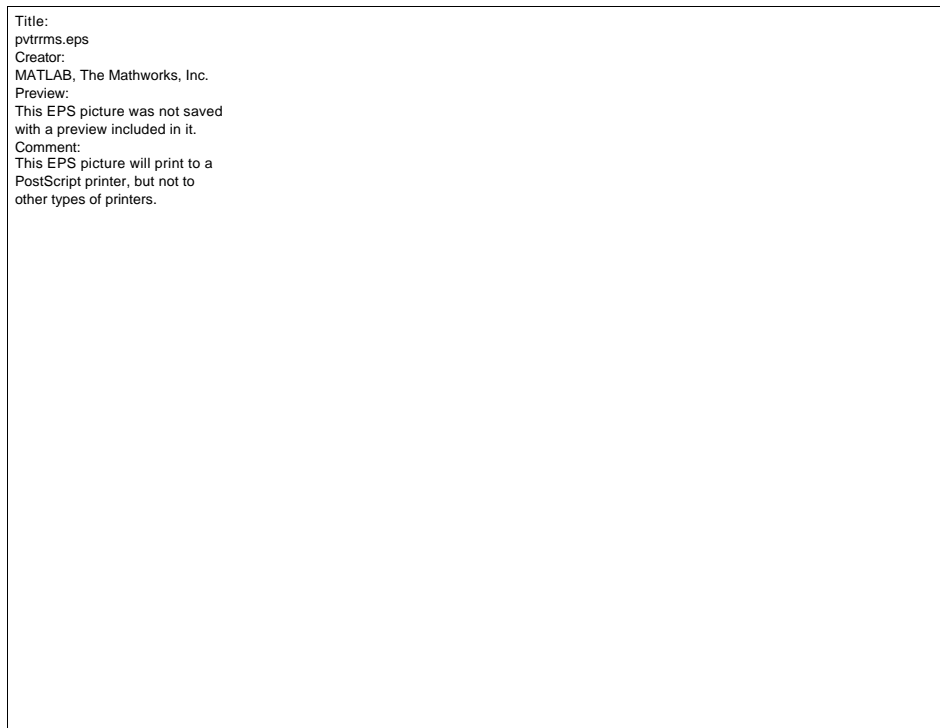 Title:
pvtrrms.eps
Creator:
MATLAB, The Mathworks, Inc.
Preview:
This EPS picture was not saved
with a preview included in it.
Comment:
This EPS picture will print to a
PostScript printer, but not to
other types of printers.